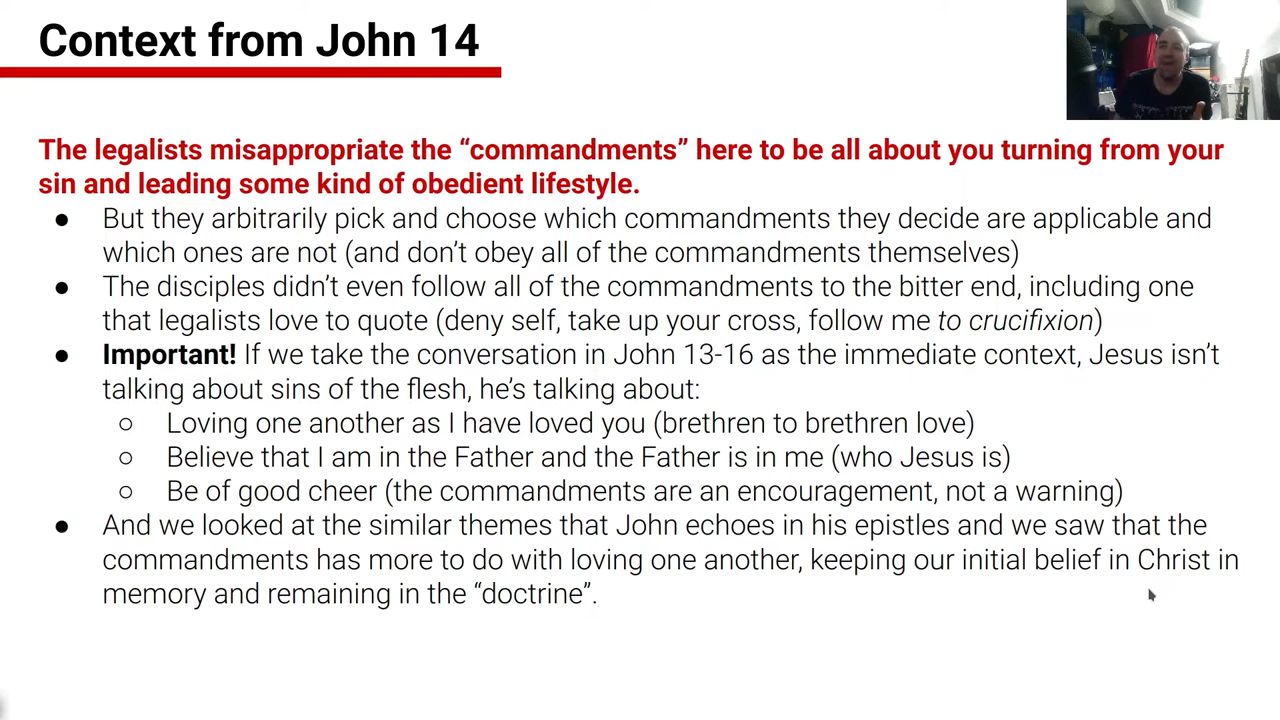 Context from John 14
The legalists misappropriate the “commandments” here to be all about you turning from your
sin and leading some kind of obedient lifestyle.
● But they arbitrarily pick and choose which commandments they decide are applicable and
which ones are not (and don’t obey all of the commandments themselves)
● The disciples didn’t even follow all of the commandments to the bitter end, including one
that legalists love to quote (deny self, take up your cross, follow me to crucifixion)
● Important! If we take the conversation in John 13-16 as the immediate context, Jesus isn’t
talking about sins of the flesh, he’s talking about:
○ Loving one another as I have loved you (brethren to brethren love)
○ Believe that I am in the Father and the Father is in me (who Jesus is)
○ Be of good cheer (the commandments are an encouragement, not a warning)
● And we looked at the similar themes that John echoes in his epistles and we saw that the
commandments has more to do with loving one another, keeping our initial belief in Christ in
memory and remaining in the “doctrine”.